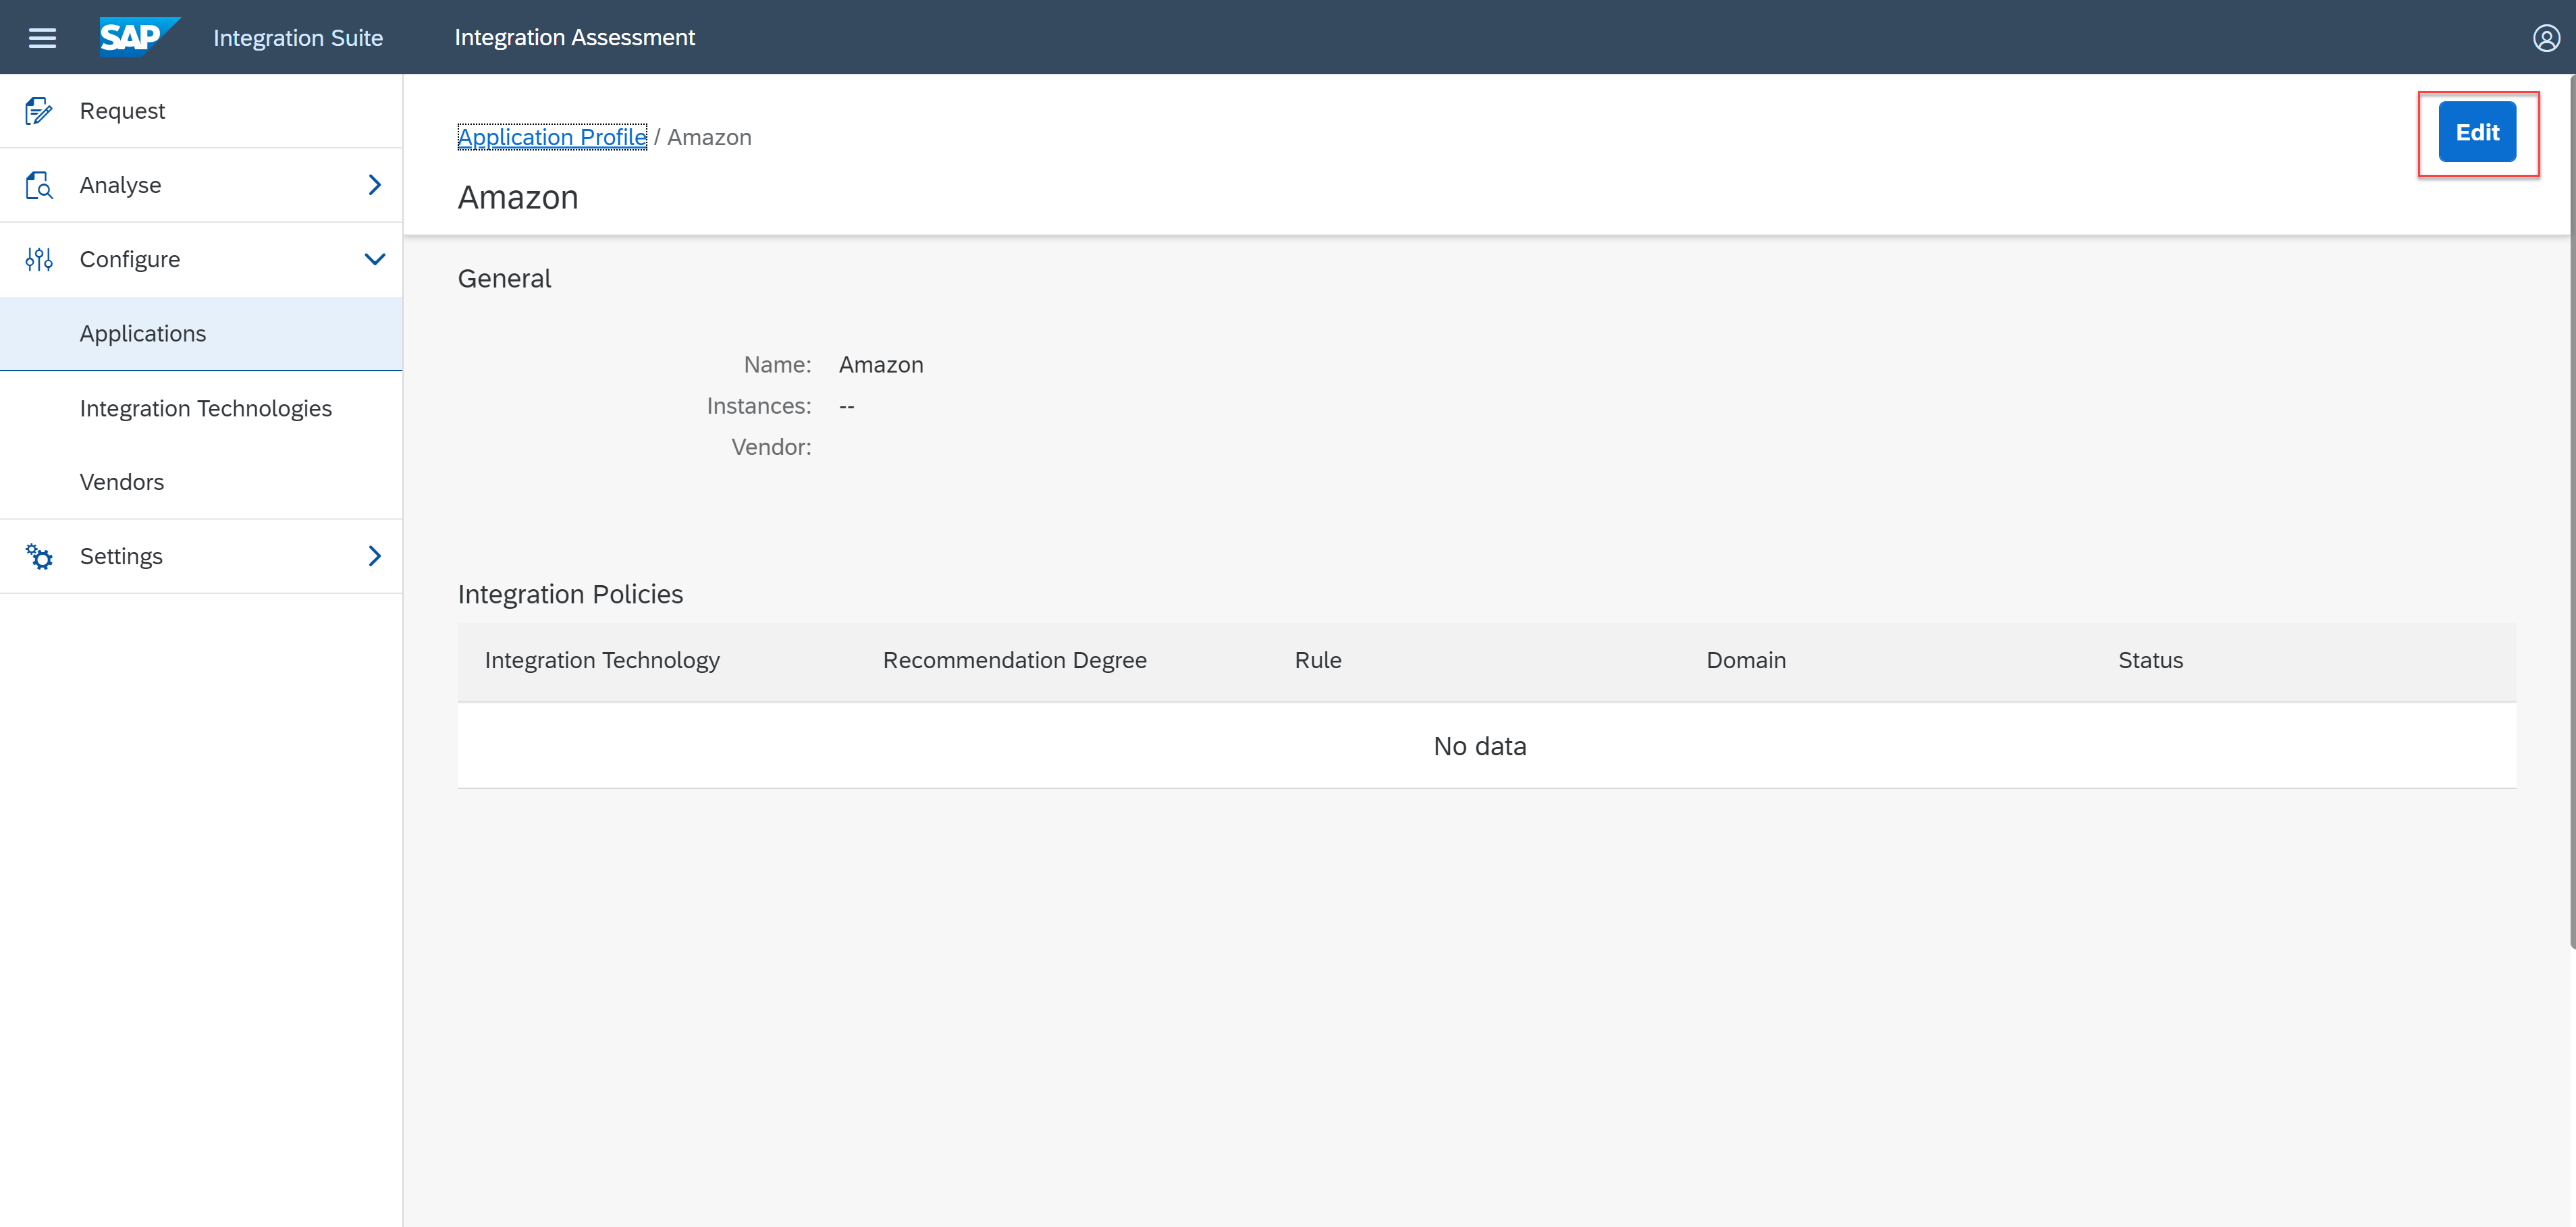 SAP Integration Suite Integration Assessment
Request
Analyse
Configure
Applications
Integration Technologies
Vendors
Settings
Application Profile / Amazon
Edit
Amazon
General
Name: Amazon
Instances: --
Vendor:
Integration Policies
Integration Technology Recommendation Degree Rule Domain Status
No data